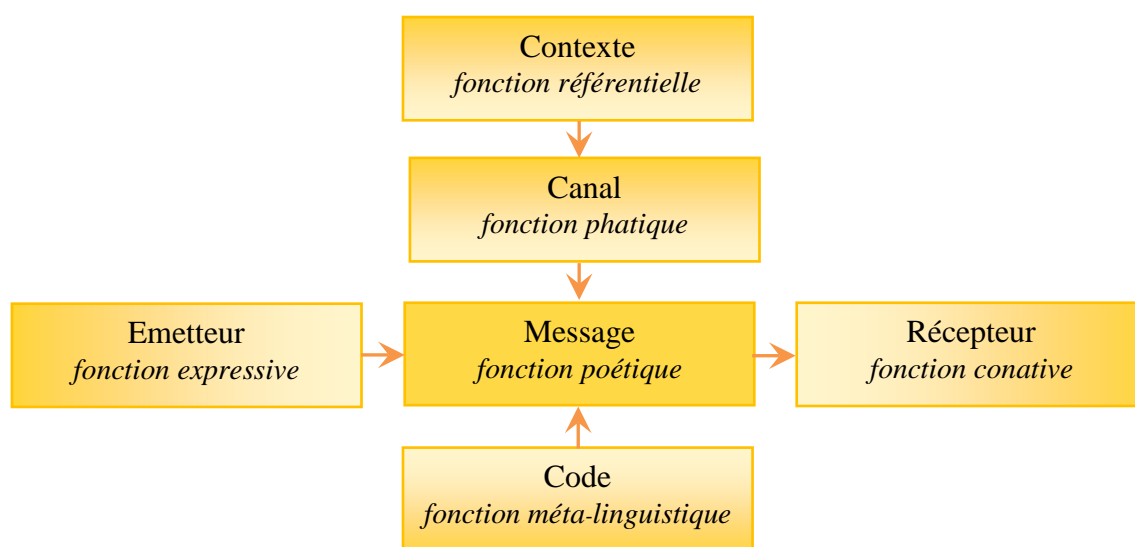 Contexte
fonction référentielle
Canal
fonction phatique
Emetteur
fonction expressive
Message
fonction poétique
Récepteur
fonction conative
Code
fonction méta-linguistique